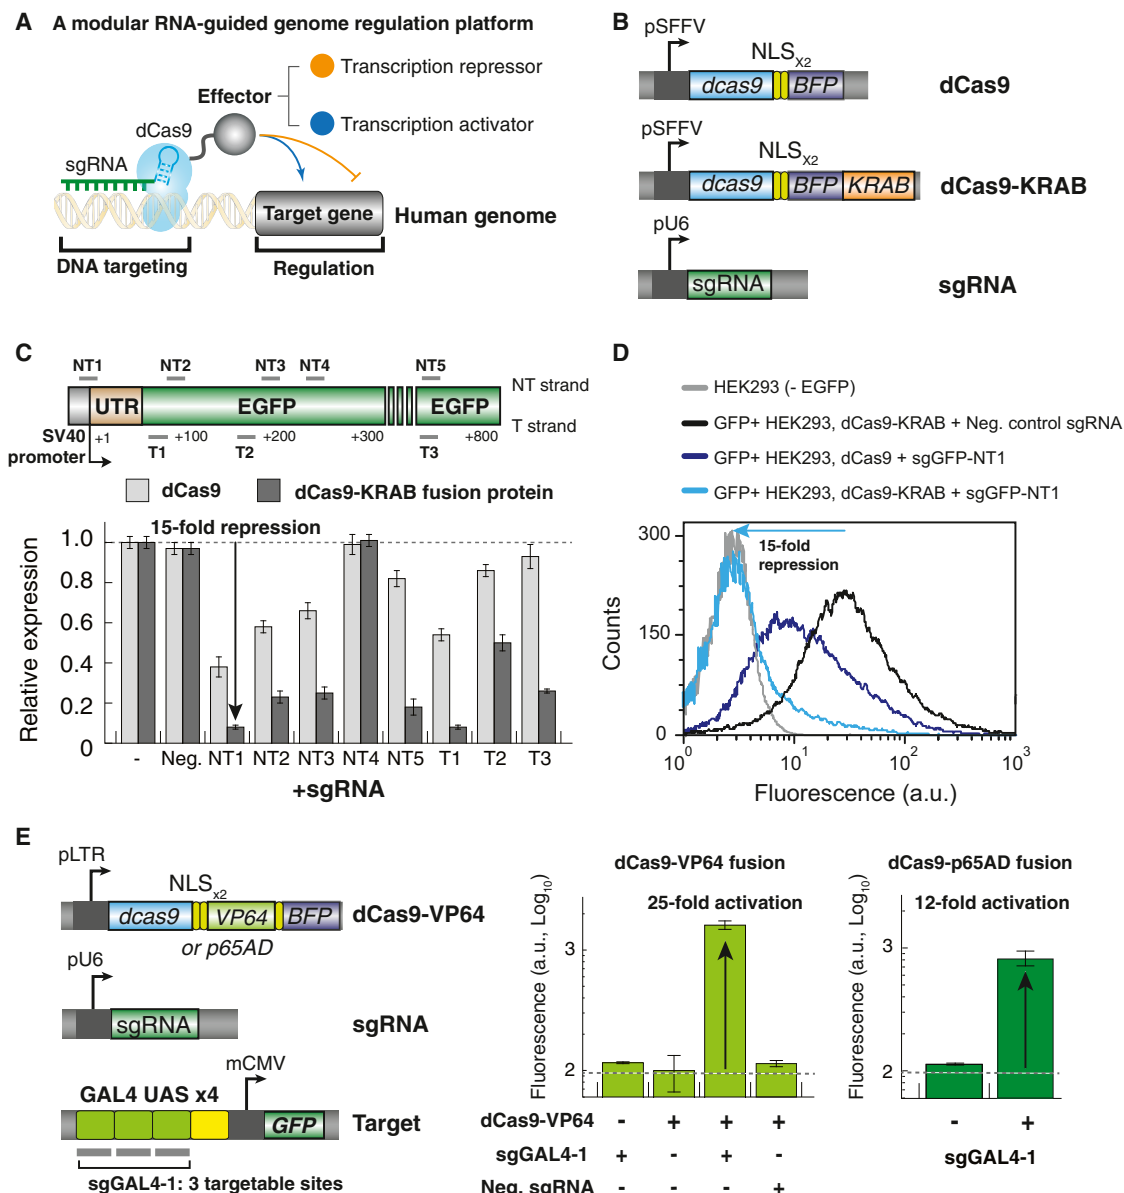 A A modular RNA-guided genome regulation platform
Transcription repressor
Effector
Transcription activator
dCas9
sgRNA
Target gene
Human genome
DNA targeting
Regulation
B
pSFFV
NLSx2
dcas9 BFP
dCas9
pSFFV
NLSx2
dcas9 BFP KRAB
dCas9-KRAB
pU6
sgRNA
sgRNA
C
NT1 NT2 NT3 NT4 NT5
NT strand
UTR EGFP EGFP
T strand
SV40 promoter
+1 +100 +200 +300 +800
T1 T2 T3
dCas9 dCas9-KRAB fusion protein
15-fold repression
Relative expression
1.0
0.8
0.6
0.4
0.2
0
- Neg. NT1 NT2 NT3 NT4 NT5 T1 T2 T3
+sgRNA
D
HEK293 (- EGFP)
GFP+ HEK293, dCas9-KRAB + Neg. control sgRNA
GFP+ HEK293, dCas9 + sgGFP-NT1
GFP+ HEK293, dCas9-KRAB + sgGFP-NT1
15-fold
repression
Counts
300
150
0
10^0 10^1 10^2 10^3
Fluorescence (a.u.)
E
pLTR
NLSx2
dcas9 VP64 BFP
dCas9-VP64
or p65AD
pU6
sgRNA
sgRNA
mCMV
GAL4 UAS x4
GFP
Target
sgGAL4-1: 3 targetable sites
dCas9-VP64 fusion
25-fold activation
Fluorescence (a.u., Log10)
3
2
dCas9-VP64 - + + +
sgGAL4-1 + - + -
Neg. sgRNA - - - +
dCas9-p65AD fusion
12-fold activation
Fluorescence (a.u., Log10)
3
2
- +
sgGAL4-1